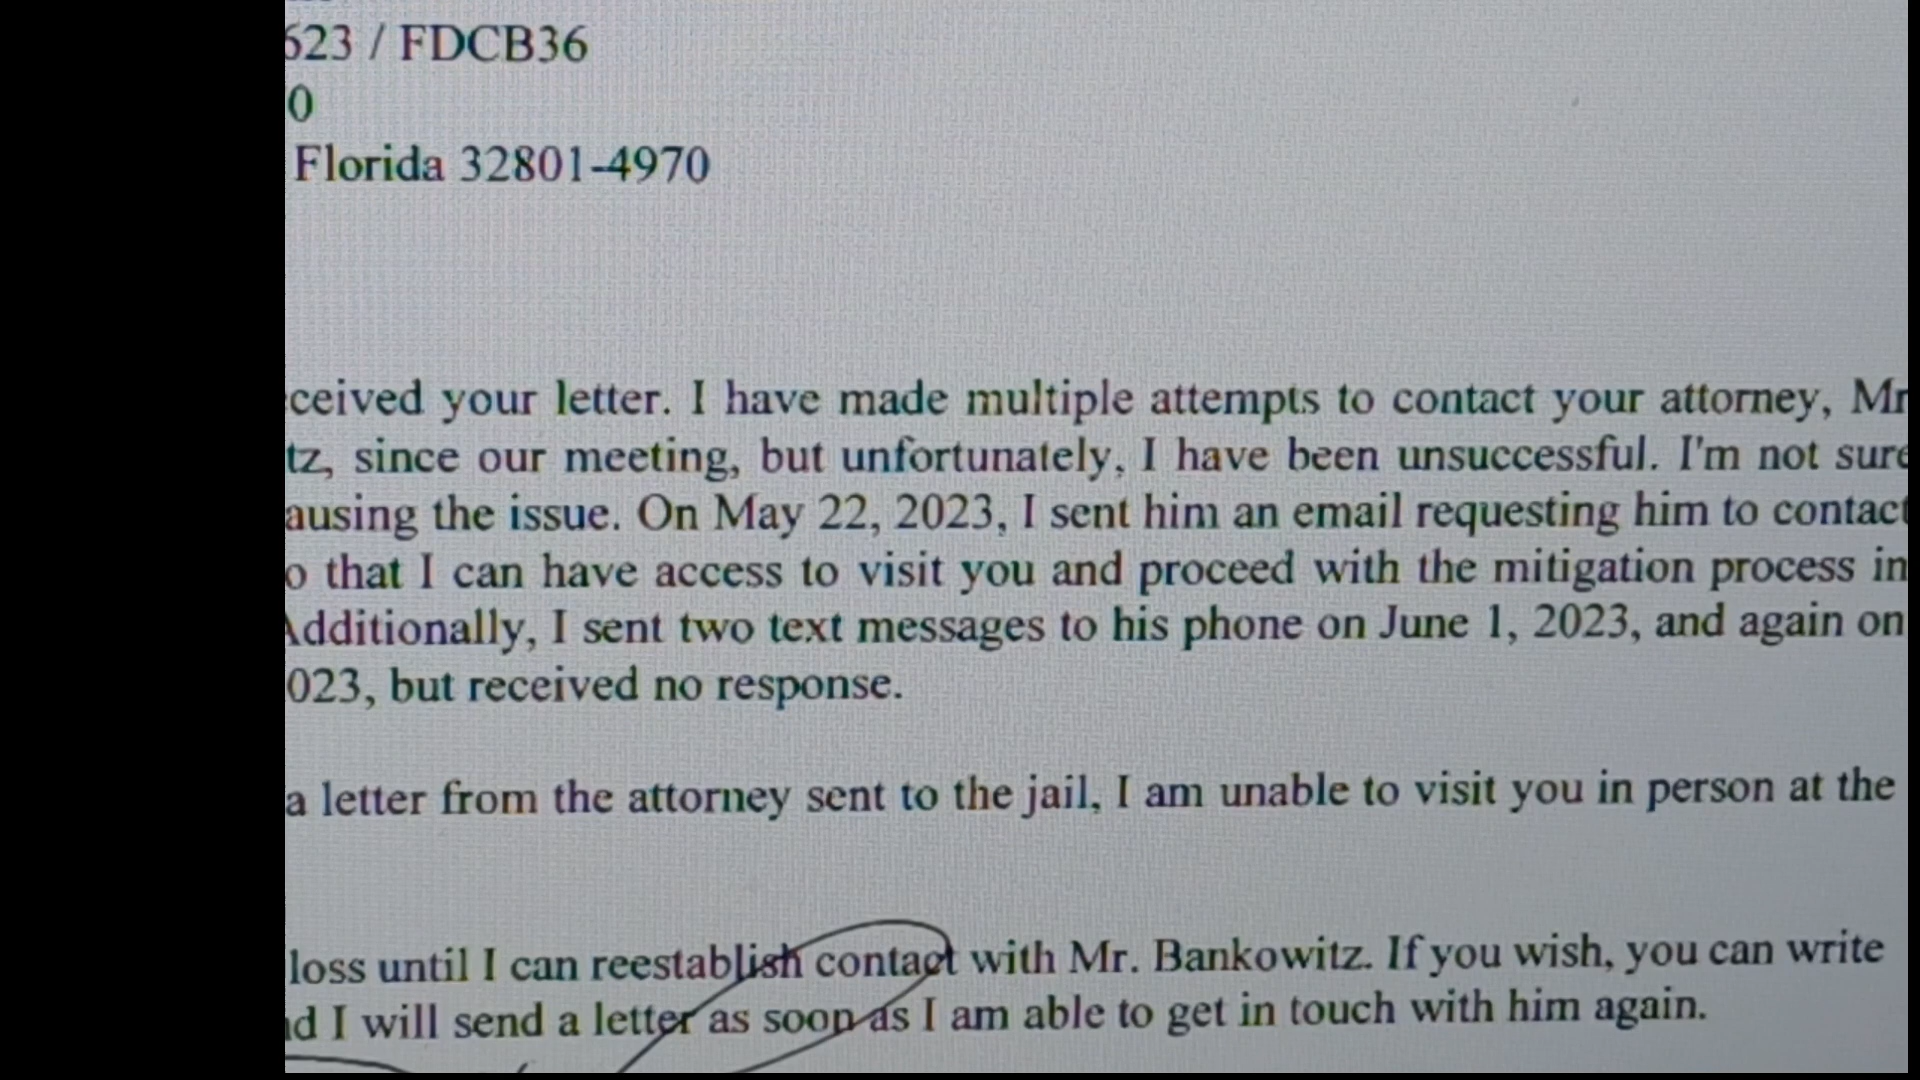 623 / FDCB36
0
Florida 32801-4970
ceived your letter. I have made multiple attempts to contact your attorney, Mr
tz, since our meeting, but unfortunately, I have been unsuccessful. I'm not sure
ausing the issue. On May 22, 2023, I sent him an email requesting him to contact
o that I can have access to visit you and proceed with the mitigation process in
Additionally, I sent two text messages to his phone on June 1, 2023, and again on
023, but received no response.
a letter from the attorney sent to the jail, I am unable to visit you in person at the
loss until I can reestablish contact with Mr. Bankowitz. If you wish, you can write
d I will send a letter as soon as I am able to get in touch with him again.